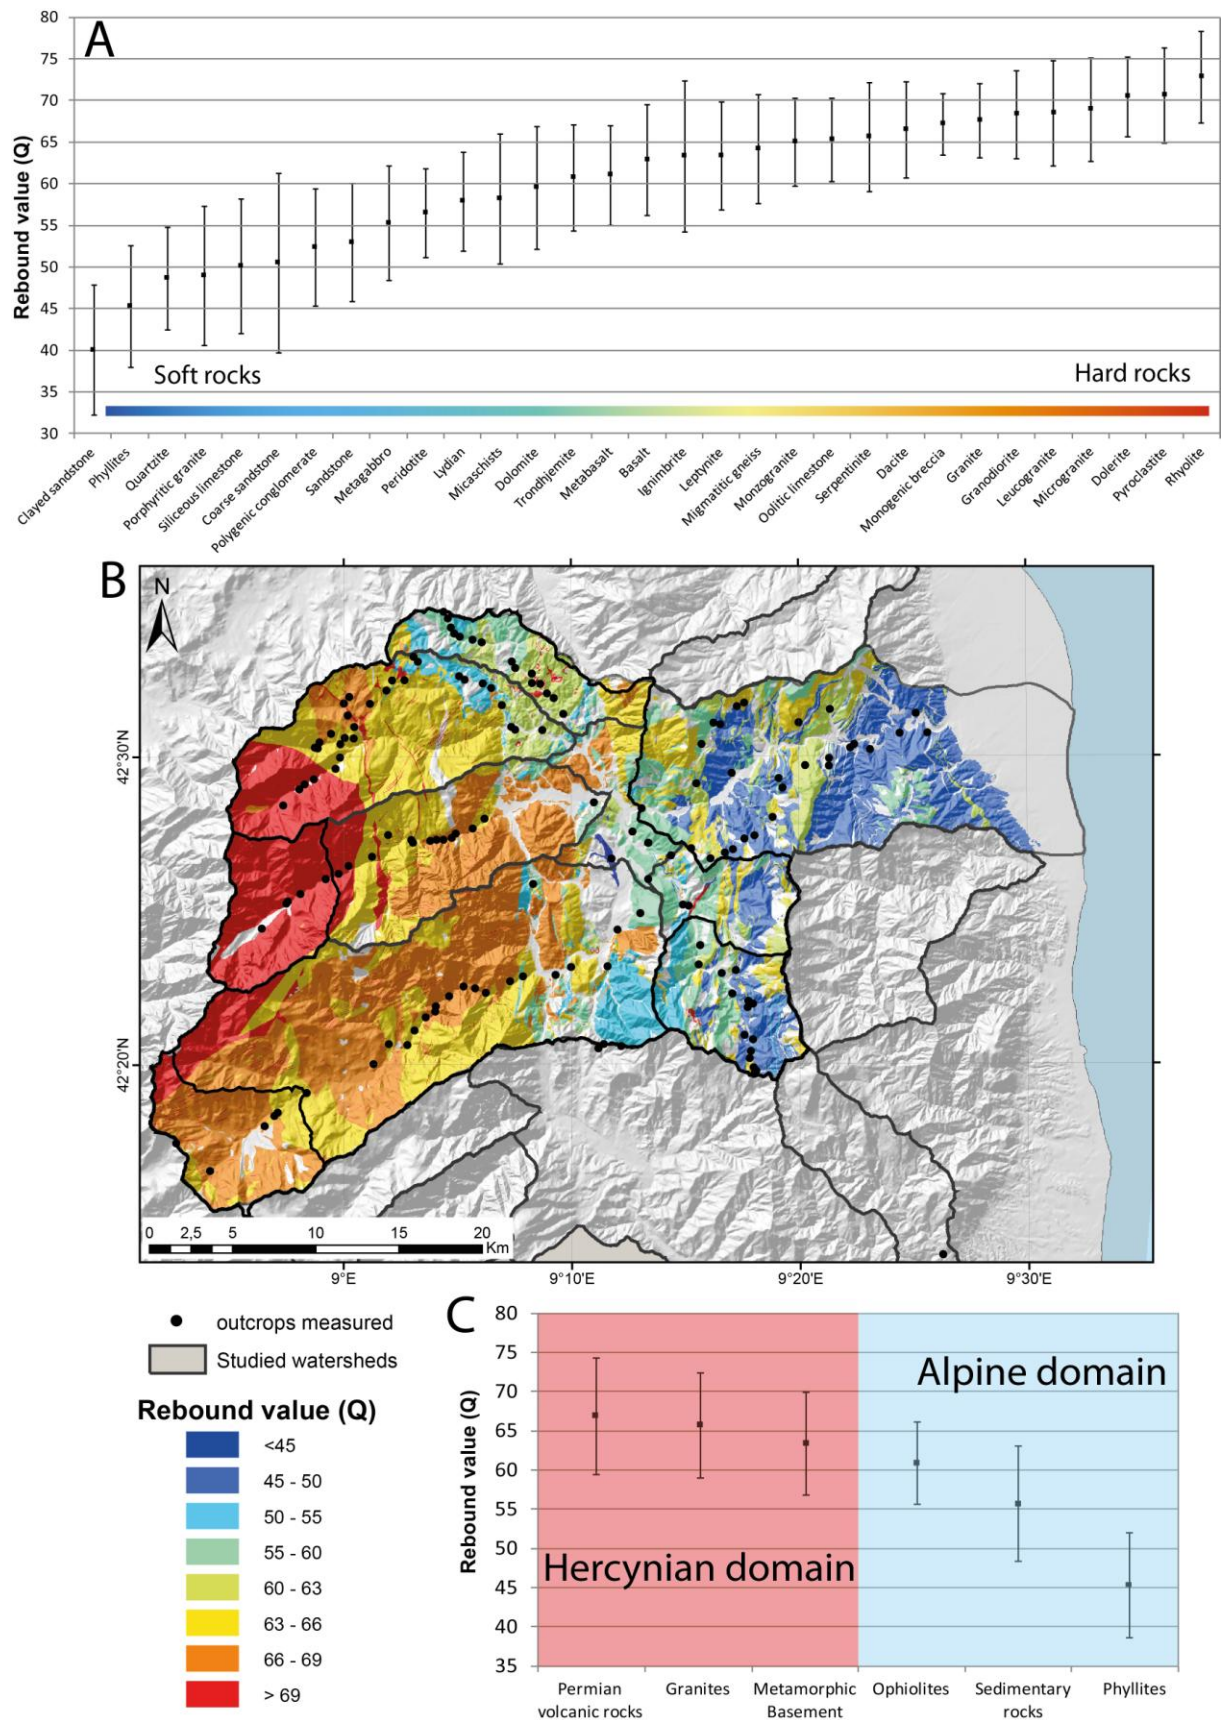 A
Rebound value (Q)
80
75
70
65
60
55
50
45
40
35
30
Soft rocks
Hard rocks
Clayed sandstone
Phyllites
Quartzite
Porphyritic granite
Siliceous limestone
Coarse sandstone
Polygenic conglomerate
Sandstone
Metagabbro
Peridotite
Lydian
Micaschists
Dolomite
Trondhjemite
Metabasalt
Basalt
Ignimbrite
Leptynite
Migmatitic gneiss
Monzogranite
Oolitic limestone
Serpentinite
Dacite
Monogenic breccia
Granite
Granodiorite
Leucogranite
Microgranite
Dolerite
Pyroclastite
Rhyolite
B
N
42°30'N
42°20'N
0 2,5 5 10 15 20
Km
9°E
9°10'E
9°20'E
9°30'E
outcrops measured
Studied watersheds
Rebound value (Q)
<45
45 - 50
50 - 55
55 - 60
60 - 63
63 - 66
66 - 69
> 69
C
Rebound value (Q)
80
75
70
65
60
55
50
45
40
35
Alpine domain
Hercynian domain
Permian
volcanic rocks
Granites
Metamorphic
Basement
Ophiolites
Sedimentary
rocks
Phyllites